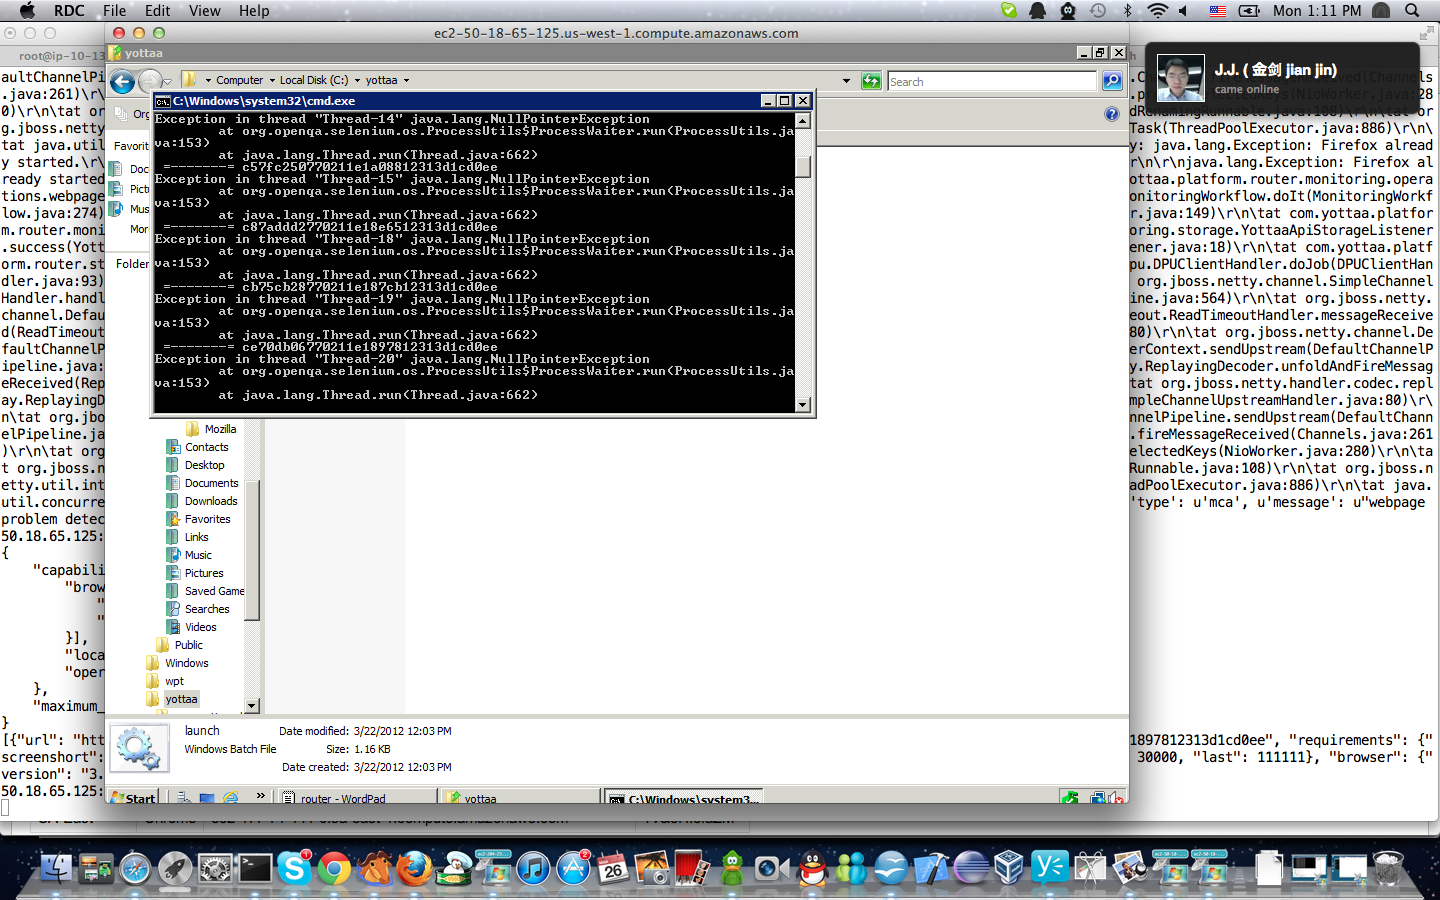 RDC File Edit View Help
Mon 1:11 PM
ec2-50-18-65-125.us-west-1.compute.amazonaws.com
root@ip-10-13
yottaa
Computer Local Disk (C:) yottaa
Search
Org
J.J. ( 金剑 jian jin)
came online
C:\Windows\system32\cmd.exe
Exception in thread "Thread-14" java.lang.NullPointerException
at org.openqa.selenium.os.ProcessUtils$ProcessWaiter.run(ProcessUtils.ja
va:153)
at java.lang.Thread.run(Thread.java:662)
=-------= c57fc250770211e1a08812313d1cd0ee
Exception in thread "Thread-15" java.lang.NullPointerException
at org.openqa.selenium.os.ProcessUtils$ProcessWaiter.run(ProcessUtils.ja
va:153)
at java.lang.Thread.run(Thread.java:662)
=-------= c87addd2770211e18e6512313d1cd0ee
Exception in thread "Thread-18" java.lang.NullPointerException
at org.openqa.selenium.os.ProcessUtils$ProcessWaiter.run(ProcessUtils.ja
va:153)
at java.lang.Thread.run(Thread.java:662)
=-------= cb75cb28770211e187cb12313d1cd0ee
Exception in thread "Thread-19" java.lang.NullPointerException
at org.openqa.selenium.os.ProcessUtils$ProcessWaiter.run(ProcessUtils.ja
va:153)
at java.lang.Thread.run(Thread.java:662)
=-------= ce70db06770211e1897812313d1cd0ee
Exception in thread "Thread-20" java.lang.NullPointerException
at org.openqa.selenium.os.ProcessUtils$ProcessWaiter.run(ProcessUtils.ja
va:153)
at java.lang.Thread.run(Thread.java:662)
Favorit
Doc
Pictu
Mus
More
Folder
Mozilla
Contacts
Desktop
Documents
Downloads
Favorites
Links
Music
Pictures
Saved Game
Searches
Videos
Public
Windows
wpt
yottaa
launch
Windows Batch File
Date modified: 3/22/2012 12:03 PM
Size: 1.16 KB
Date created: 3/22/2012 12:03 PM
Start
router - WordPad
yottaa
C:\Windows\system3...
aultChannelPi
.java:261)\r\
0)\r\n\tat or
g.jboss.netty
tat java.util
y started.\r\
ready started
tions.webpage
low.java:274)
m.router.moni
.success(Yott
orm.router.st
dler.java:93)
Handler.handl
channel.Defau
d(ReadTimeout
faultChannelP
ipeline.java:
eReceived(Rep
ay.ReplayingD
n\tat org.jbo
elPipeline.ja
)\r\n\tat org
t org.jboss.n
etty.util.int
util.concurre
problem detec
50.18.65.125:
{
"capabili
"brow
"
"
}],
"loca
"oper
},
"maximum_
}
[{"url": "htt
screenshort":
version": "3.
50.18.65.125:
.java:28
Task(ThreadPoolExecutor.java:886)\r\n\t
y: java.lang.Exception: Firefox alread
r\n\r\njava.lang.Exception: Firefox al
ottaa.platform.router.monitoring.opera
onitoringWorkflow.doIt(MonitoringWorkf
r.java:149)\r\n\tat com.yottaa.platfor
oring.storage.YottaaApiStorageListener
ener.java:18)\r\n\tat com.yottaa.platf
pu.DPUClientHandler.doJob(DPUClientHan
org.jboss.netty.channel.SimpleChannel
ine.java:564)\r\n\tat org.jboss.netty.
eout.ReadTimeoutHandler.messageReceive
80)\r\n\tat org.jboss.netty.channel.De
erContext.sendUpstream(DefaultChannelP
y.ReplayingDecoder.unfoldAndFireMessag
tat org.jboss.netty.handler.codec.repl
mpleChannelUpstreamHandler.java:80)\r\
nnelPipeline.sendUpstream(DefaultChann
.fireMessageReceived(Channels.java:261
electedKeys(NioWorker.java:280)\r\n\ta
Runnable.java:108)\r\n\tat org.jboss.n
adPoolExecutor.java:886)\r\n\tat java.
'type': u'mca', u'message': u"webpage
1897812313d1cd0ee", "requirements": {"
30000, "last": 111111}, "browser": {"
26